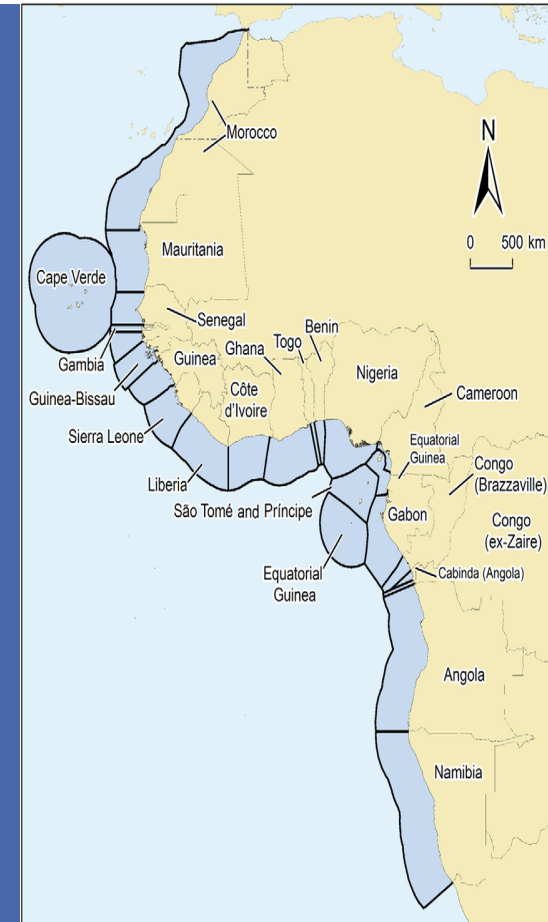 Morocco
N
0 500 km
Mauritania
Cape Verde
Senegal
Benin
Togo
Ghana
Gambia
Guinea
Nigeria
Côte
d'Ivoire
Cameroon
Guinea-Bissau
Sierra Leone
Equatorial
Guinea
Congo
(Brazzaville)
Liberia
São Tomé and Príncipe
Gabon
Congo
(ex-Zaire)
Equatorial
Guinea
Cabinda (Angola)
Angola
Namibia